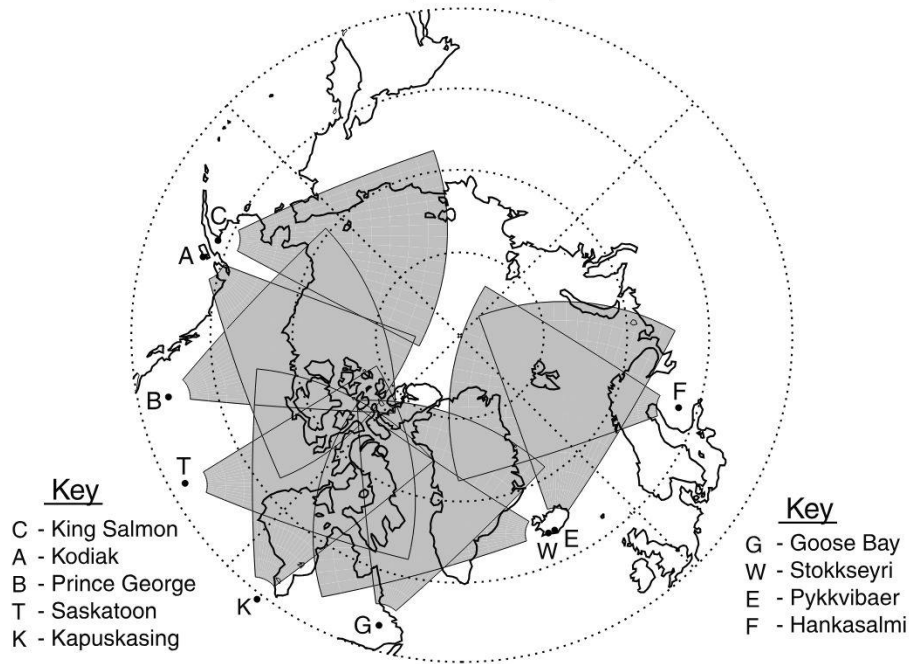 C
A
B
T
K
G
W E
F
Key
C - King Salmon
A - Kodiak
B - Prince George
T - Saskatoon
K - Kapuskasing
Key
G - Goose Bay
W - Stokkseyri
E - Pykkvibaer
F - Hankasalmi